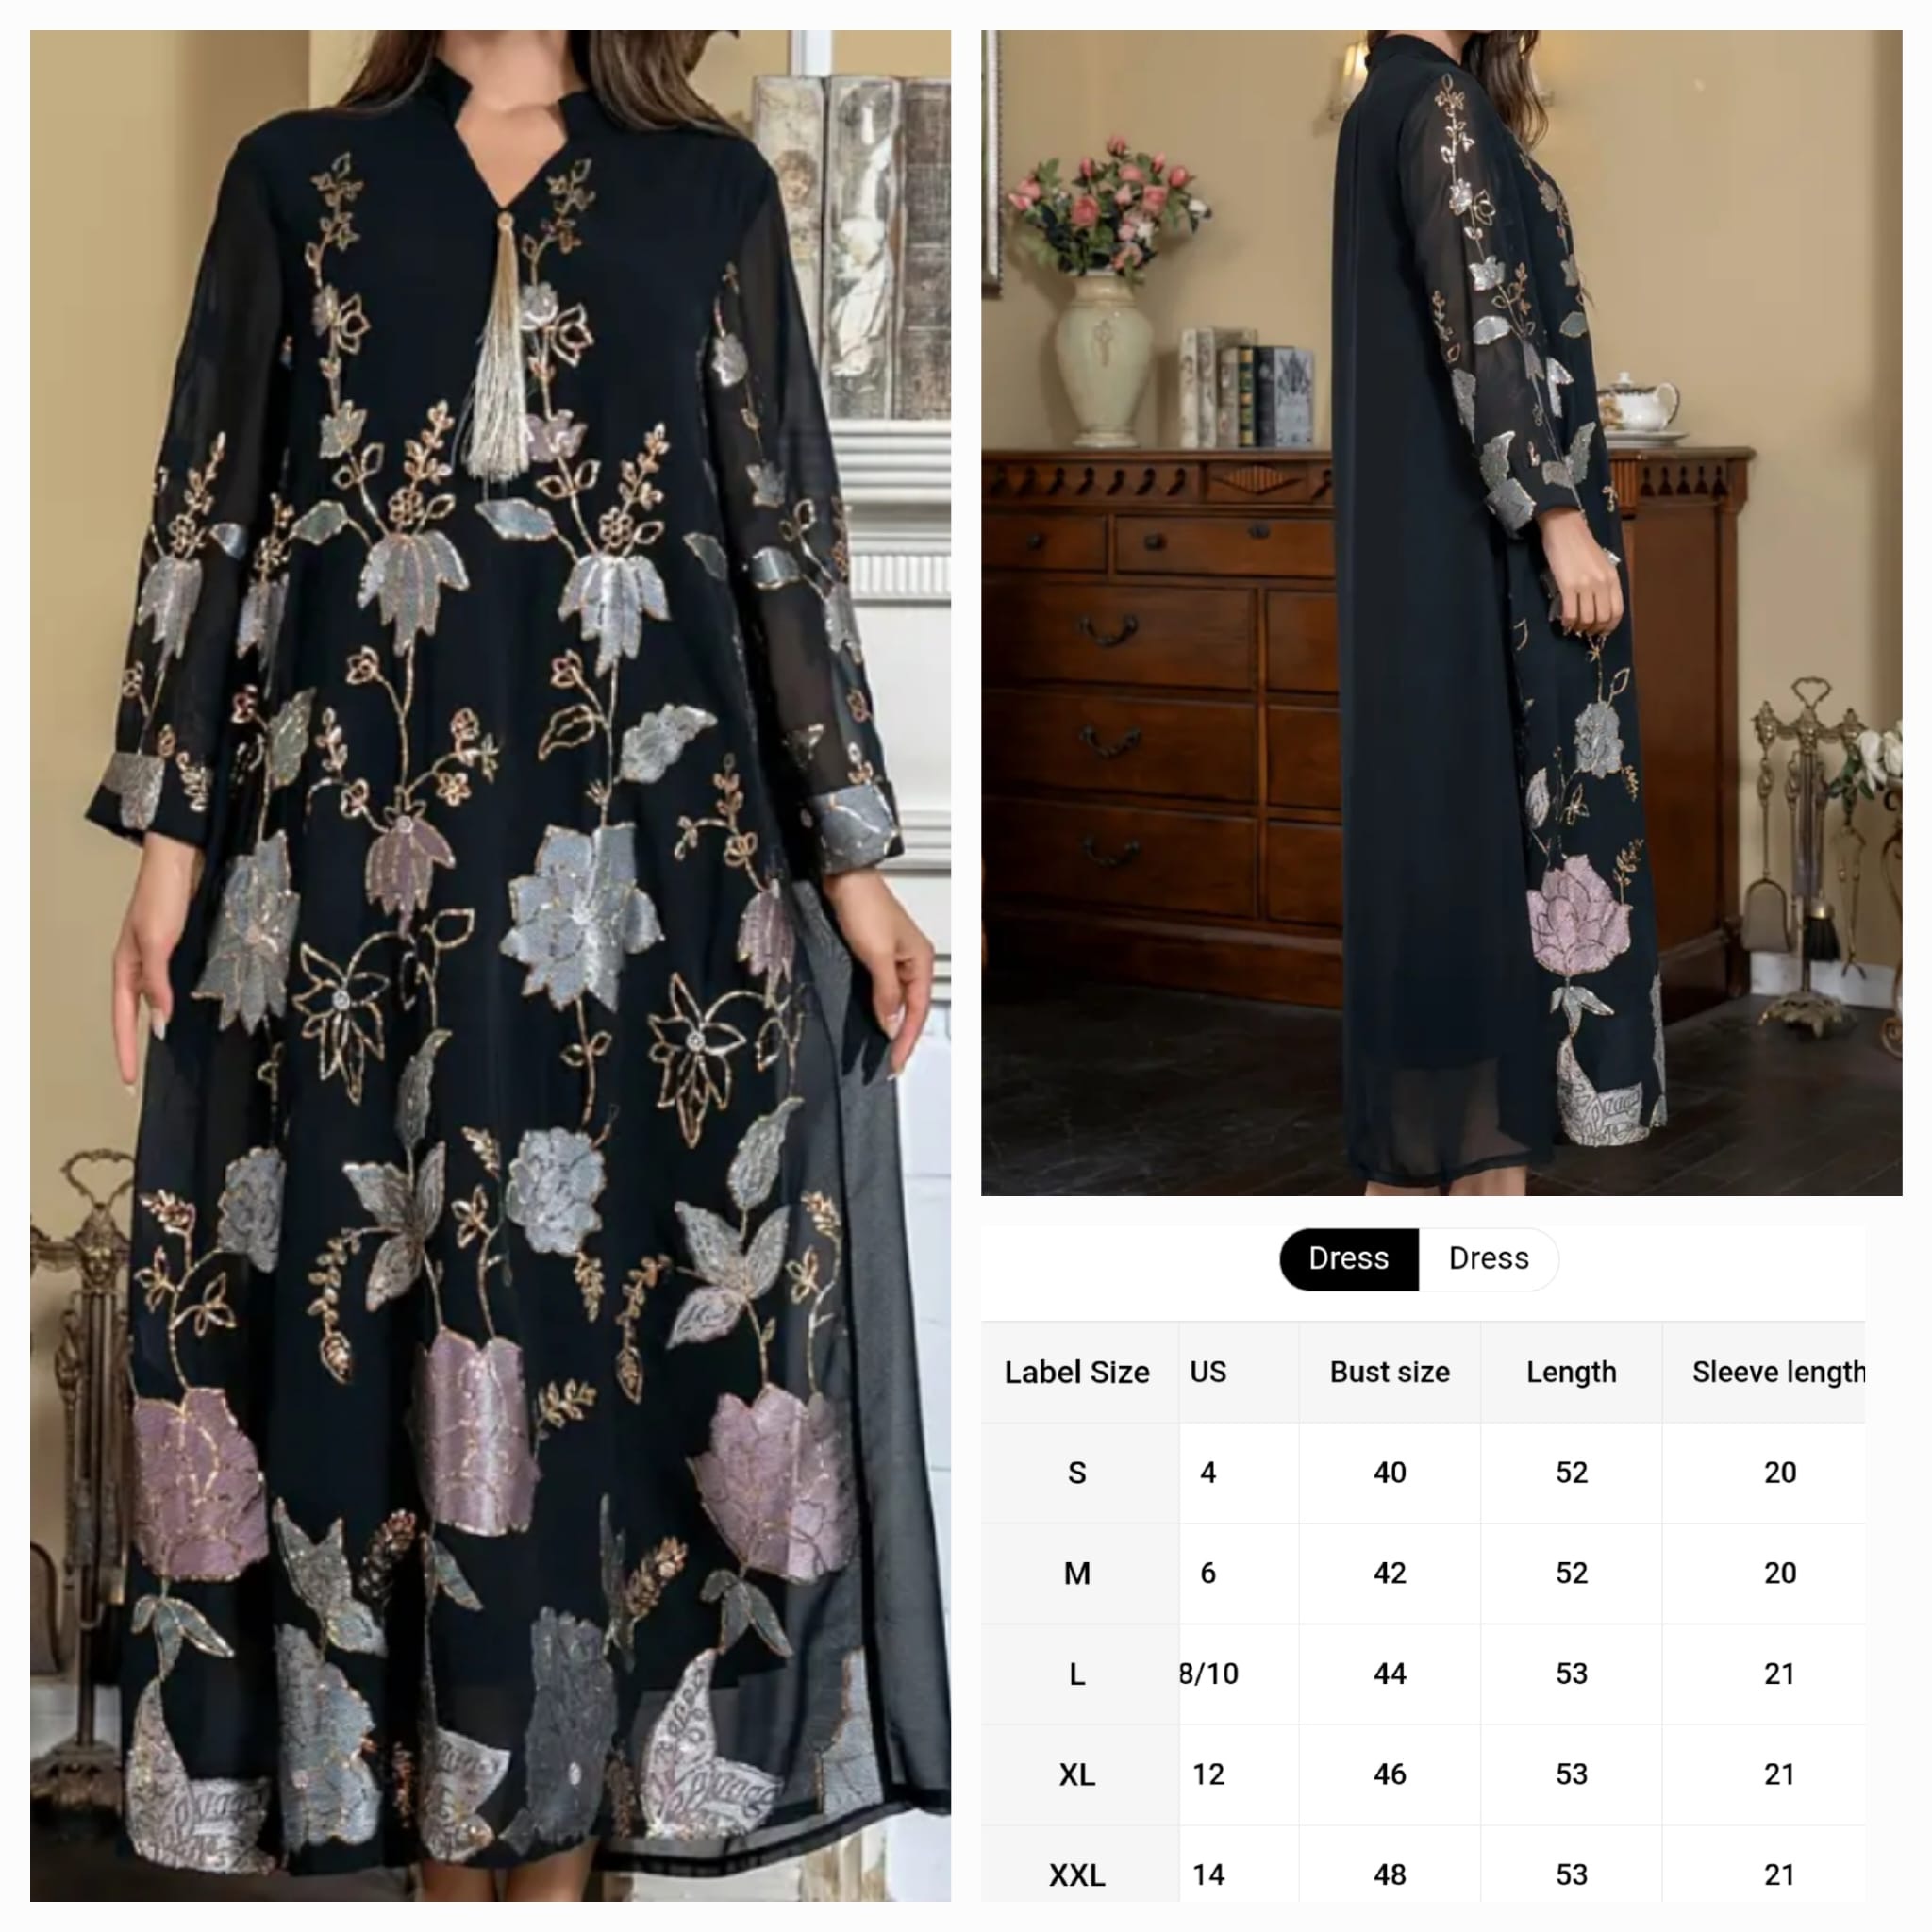 Dress Dress
Label Size US Bust size Length Sleeve length
S 4 40 52 20
M 6 42 52 20
L 8/10 44 53 21
XL 12 46 53 21
XXL 14 48 53 21